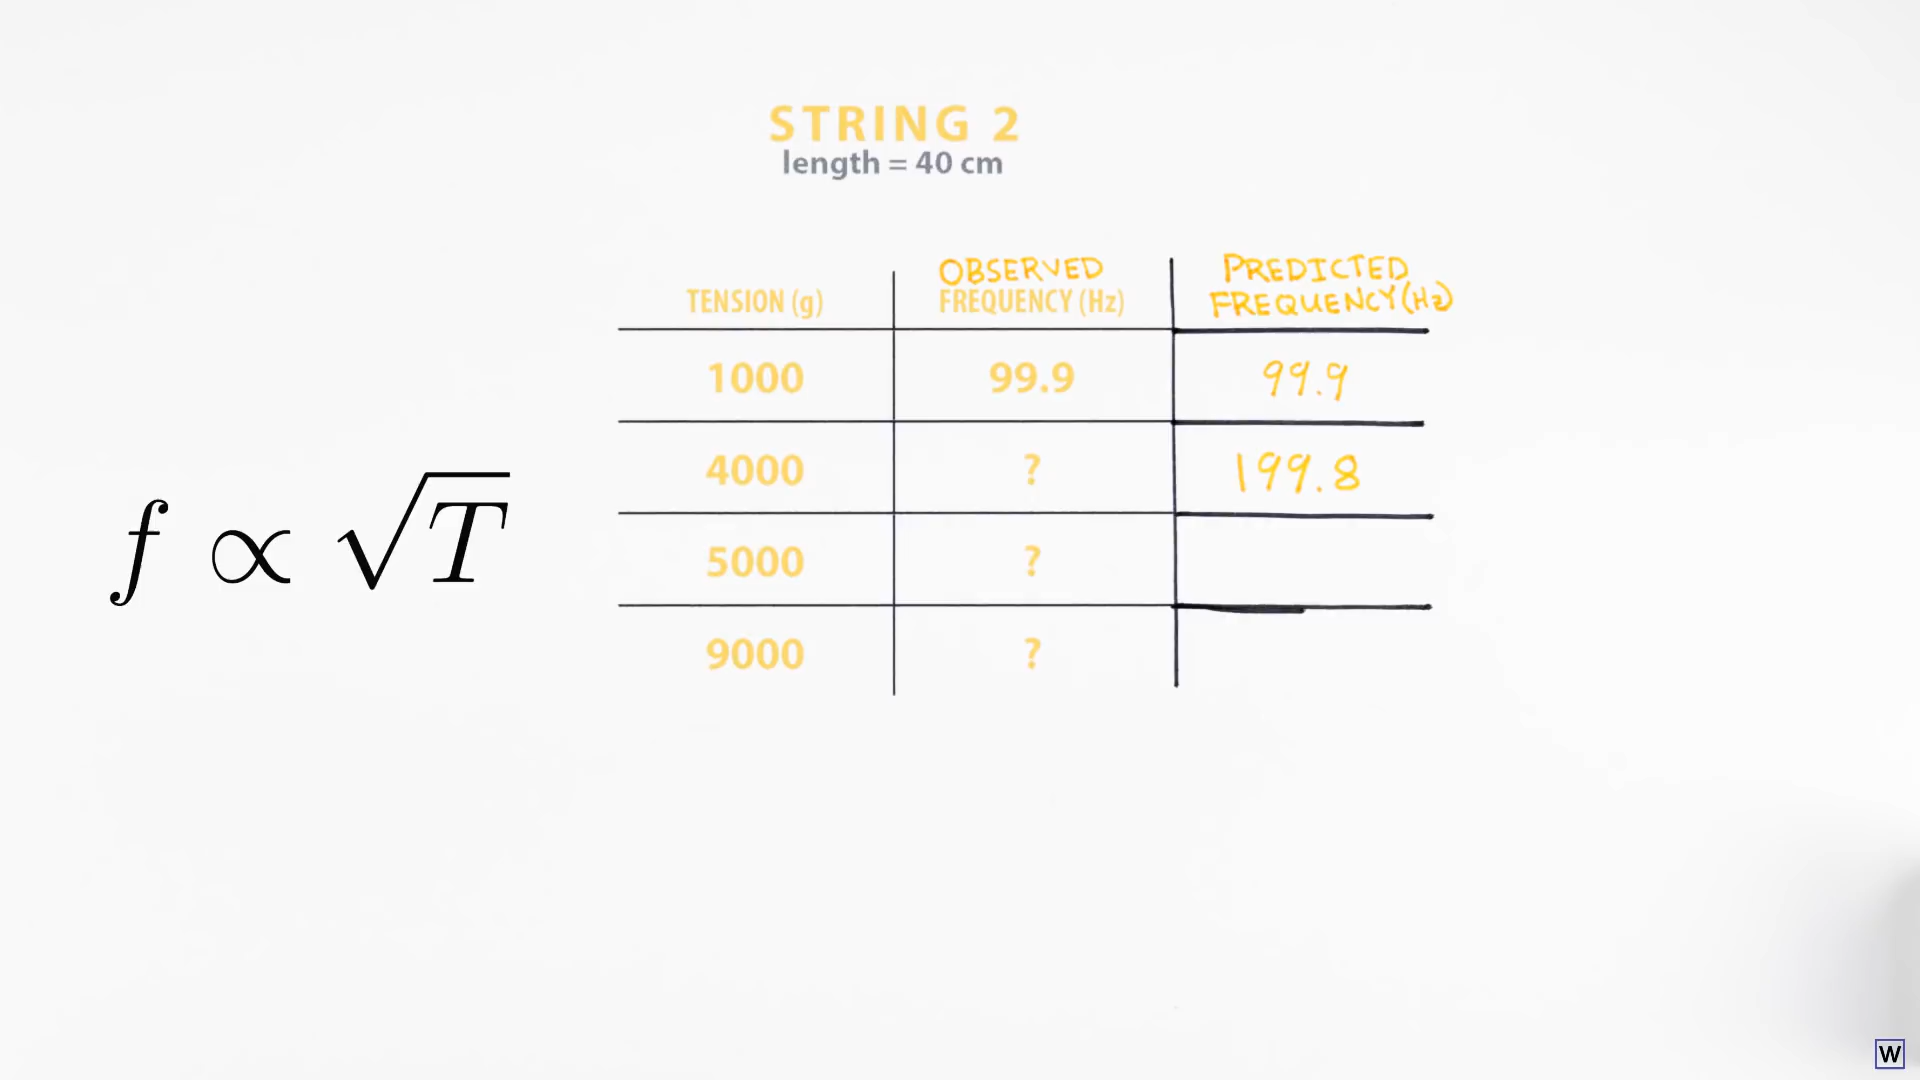 STRING 2
length = 40 cm
TENSION (g) OBSERVED FREQUENCY (Hz) PREDICTED FREQUENCY (Hz)
1000 99.9 99.9
4000 ? 199.8
5000 ?
9000 ?
f ∝ √T
W